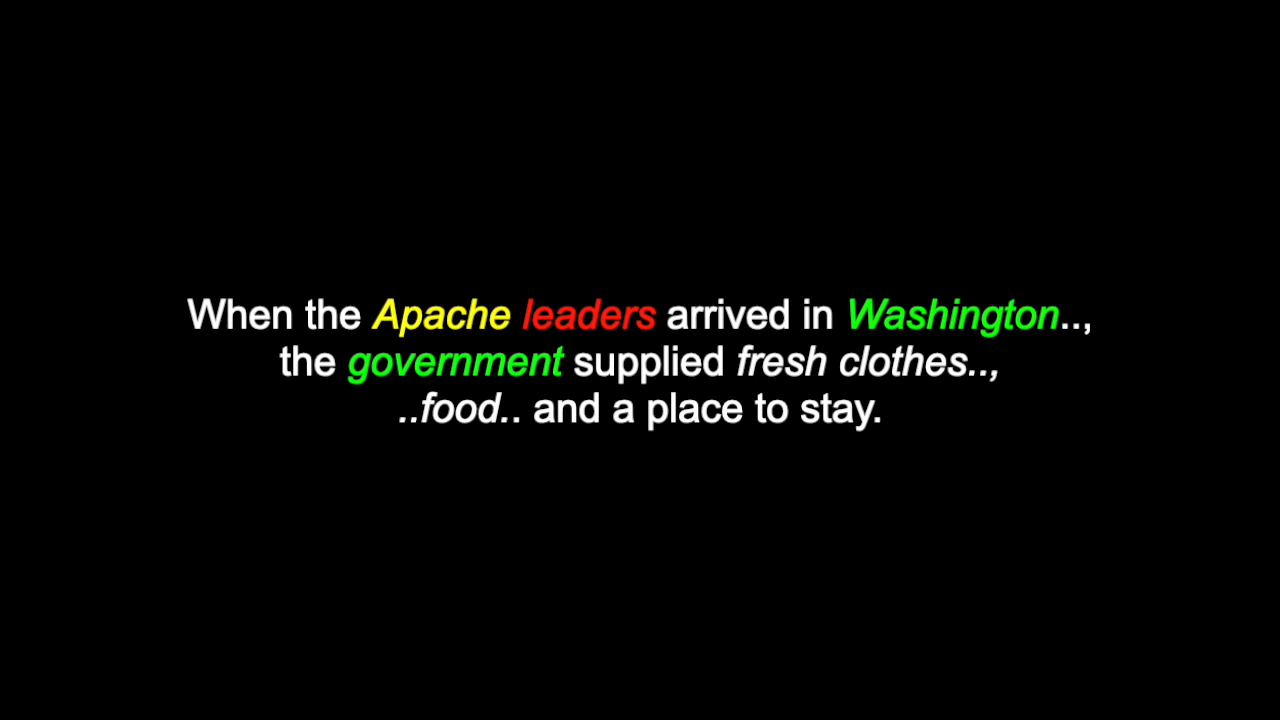 When the Apache leaders arrived in Washington..,
the government supplied fresh clothes..,
..food.. and a place to stay.